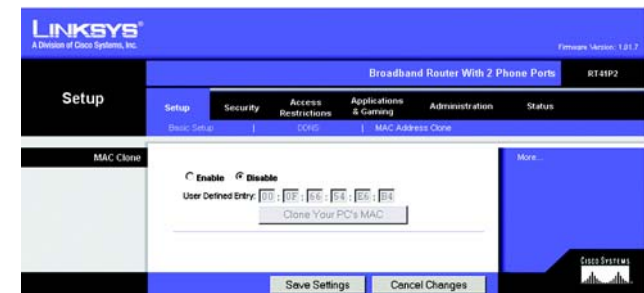 LINKSYS®
A Division of Cisco Systems, Inc.
Firmware Version: 1.01.7
Broadband Router With 2 Phone Ports
RT41P2
Setup
Setup
Security
Access Restrictions
Applications & Gaming
Administration
Status
Basic Setup | DDNS | MAC Address Clone
MAC Clone
More...
Enable Disable
User Defined Entry: 00 : 0F : 66 : 54 : E6 : B4
Clone Your PC's MAC
Save Settings
Cancel Changes
CISCO SYSTEMS